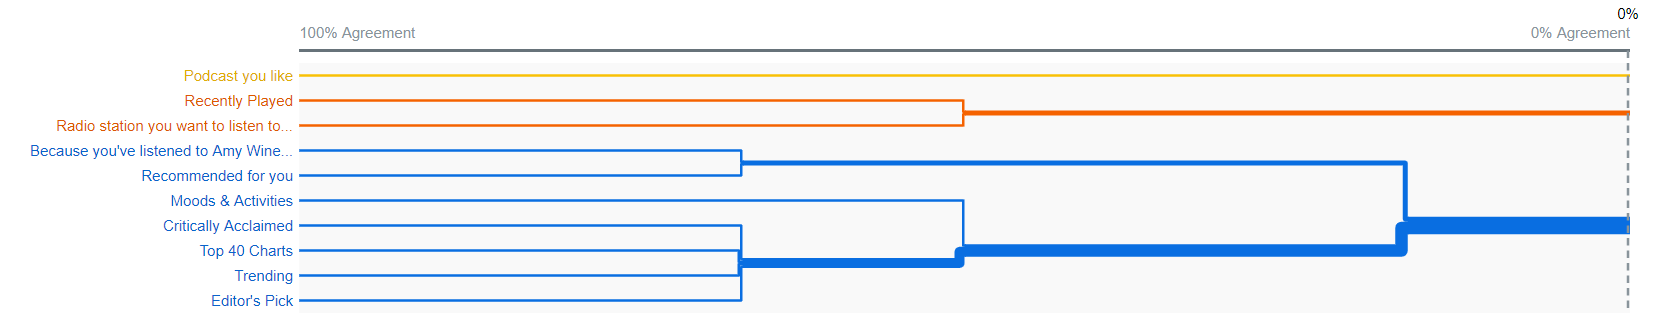 0%
100% Agreement
0% Agreement
Podcast you like
Recently Played
Radio station you want to listen to...
Because you've listened to Amy Wine...
Recommended for you
Moods & Activities
Critically Acclaimed
Top 40 Charts
Trending
Editor's Pick